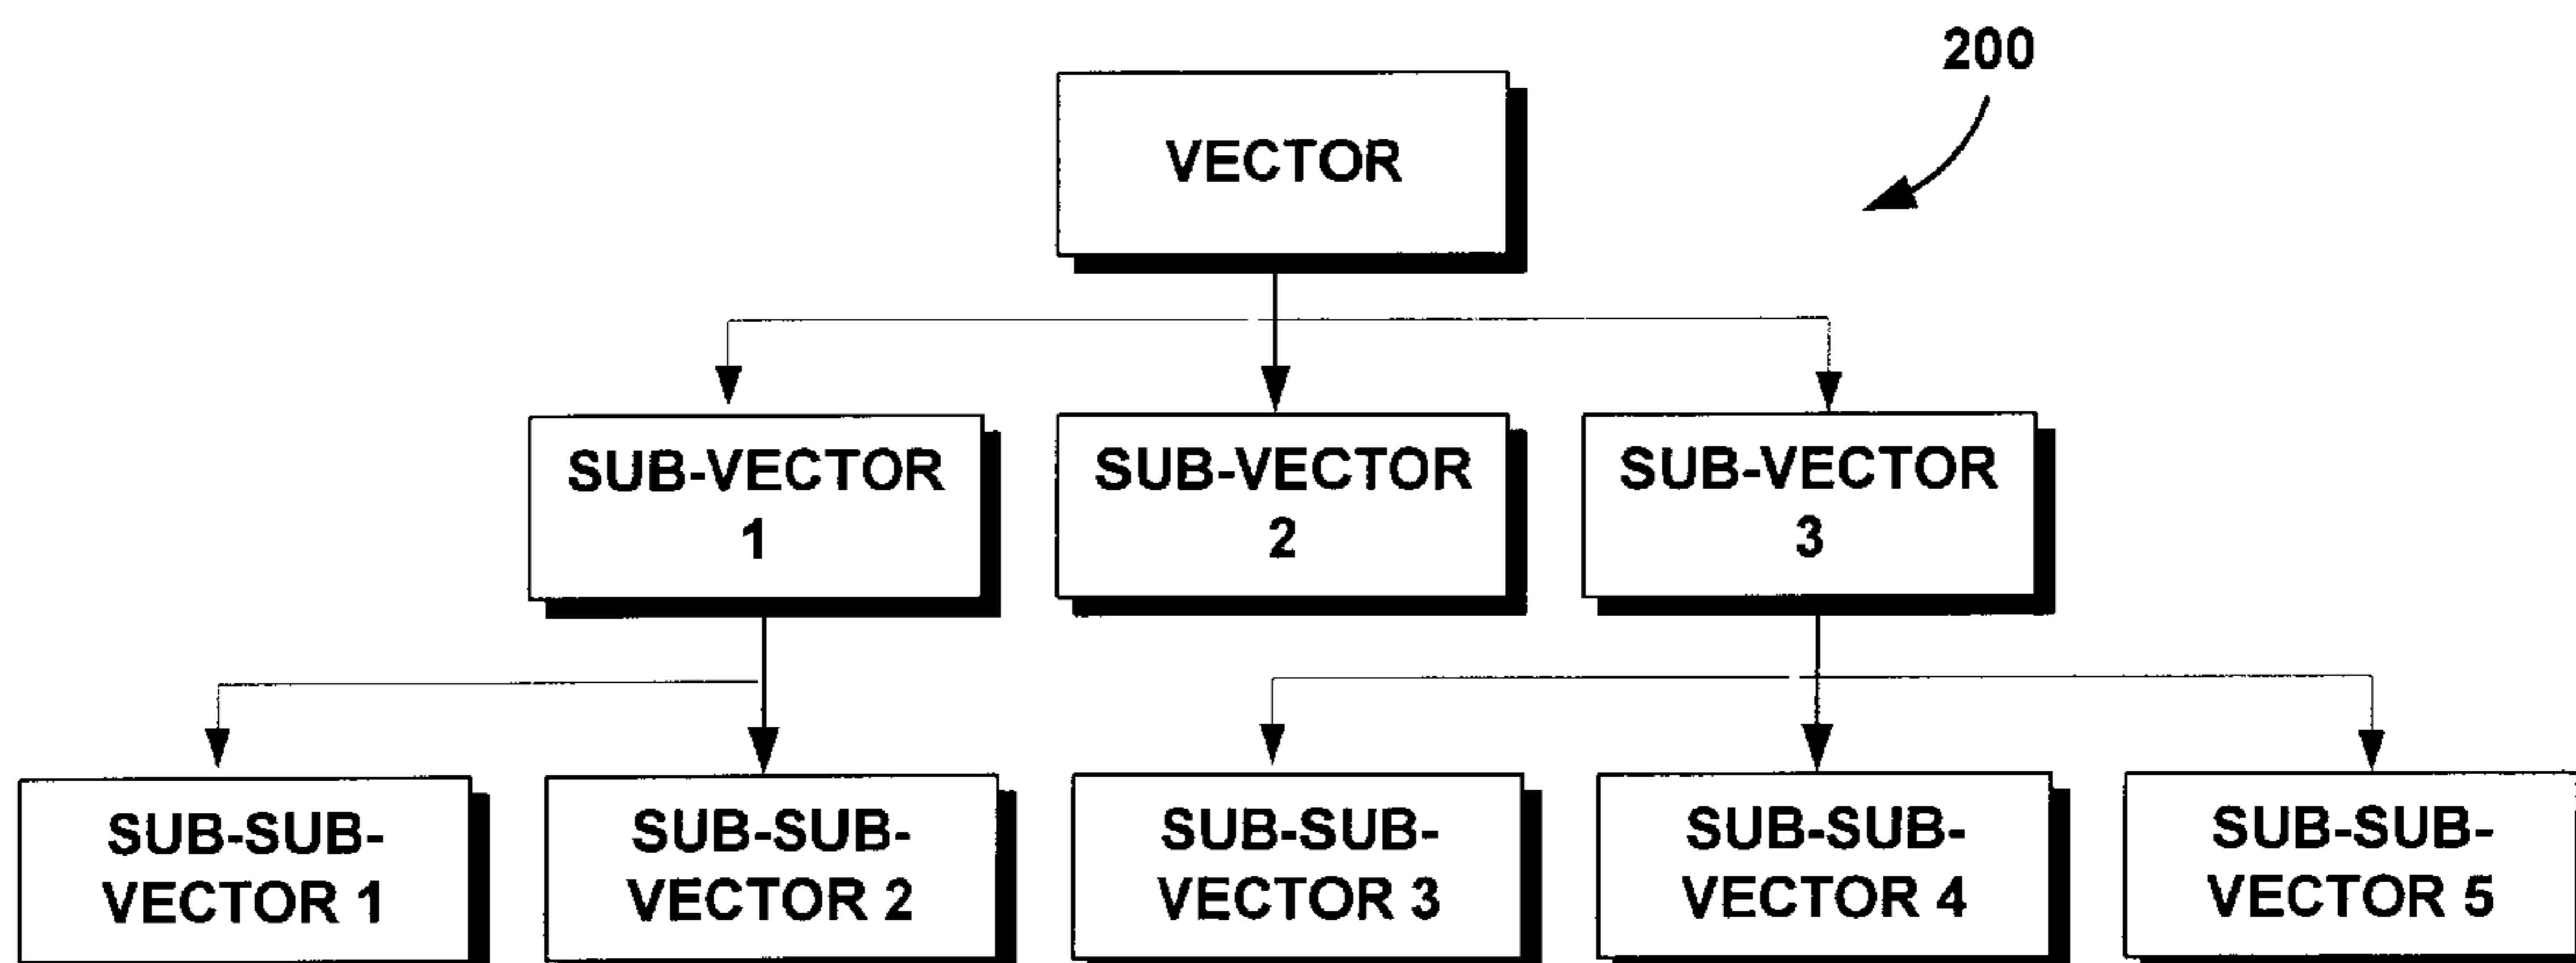 200
VECTOR
SUB-VECTOR
1
SUB-VECTOR
2
SUB-VECTOR
3
SUB-SUB-
VECTOR 1
SUB-SUB-
VECTOR 2
SUB-SUB-
VECTOR 3
SUB-SUB-
VECTOR 4
SUB-SUB-
VECTOR 5